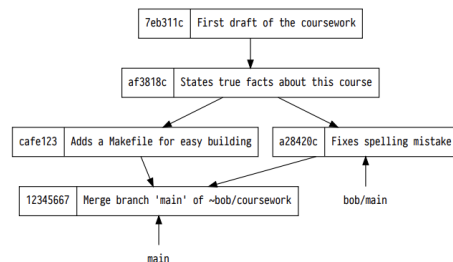 7eb311c First draft of the coursework
af3818c States true facts about this course
cafe123 Adds a Makefile for easy building
a28420c Fixes spelling mistake
12345667 Merge branch 'main' of ~bob/coursework
bob/main
main